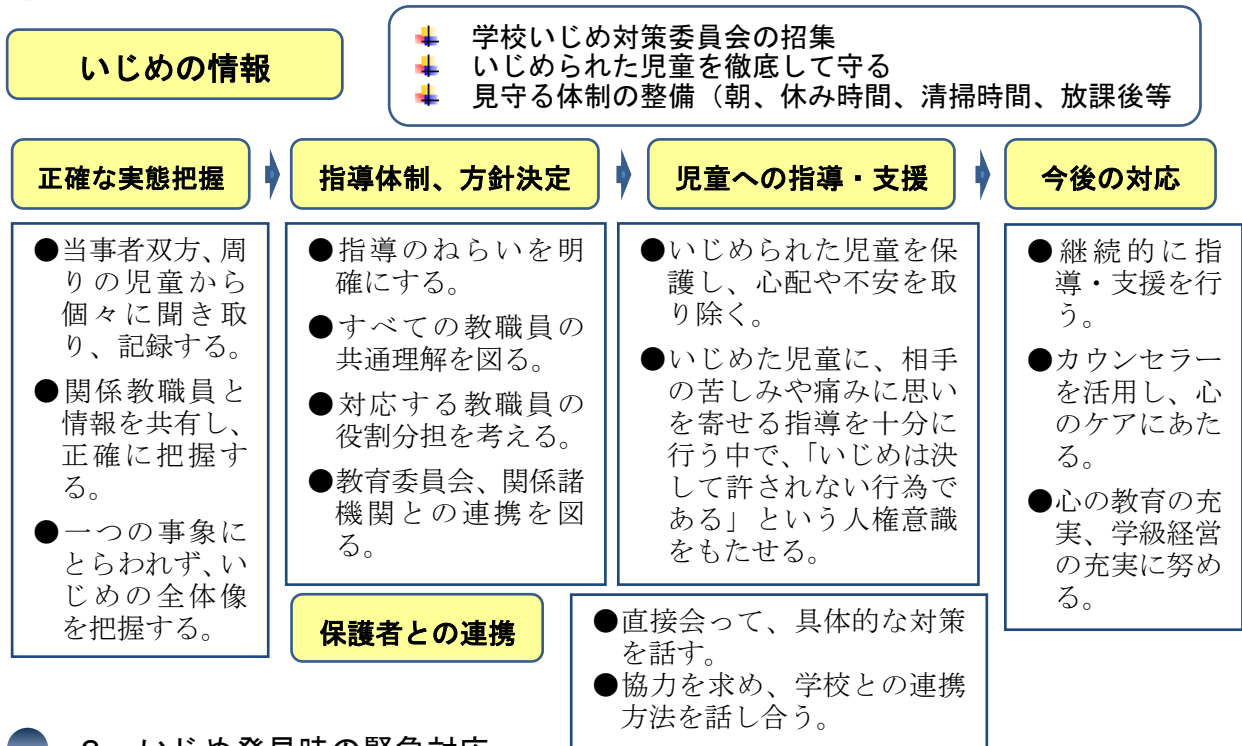 いじめの情報
学校いじめ対策委員会の招集
いじめられた児童を徹底して守る
見守る体制の整備（朝、休み時間、清掃時間、放課後等
正確な実態把握
指導体制、方針決定
児童への指導・支援
今後の対応
●当事者双方、周
りの児童から
個々に聞き取
り、記録する。
●関係教職員と
情報を共有し、
正確に把握す
る。
●一つの事象に
とらわれず、い
じめの全体像
を把握する。
●指導のねらいを明
確にする。
●すべての教職員の
共通理解を図る。
●対応する教職員の
役割分担を考える。
●教育委員会、関係諸
機関との連携を図
る。
●いじめられた児童を保
護し、心配や不安を取
り除く。
●いじめた児童に、相手
の苦しみや痛みに思い
を寄せる指導を十分に
行う中で、「いじめは決
して許されない行為で
ある」という人権意識
をもたせる。
●継続的に指
導・支援を行
う。
●カウンセラー
を活用し、心
のケアにあた
る。
●心の教育の充
実、学級経営
の充実に努め
る。
保護者との連携
●直接会って、具体的な対策
を話す。
●協力を求め、学校との連携
方法を話し合う。
いじめ発見時の緊急対応